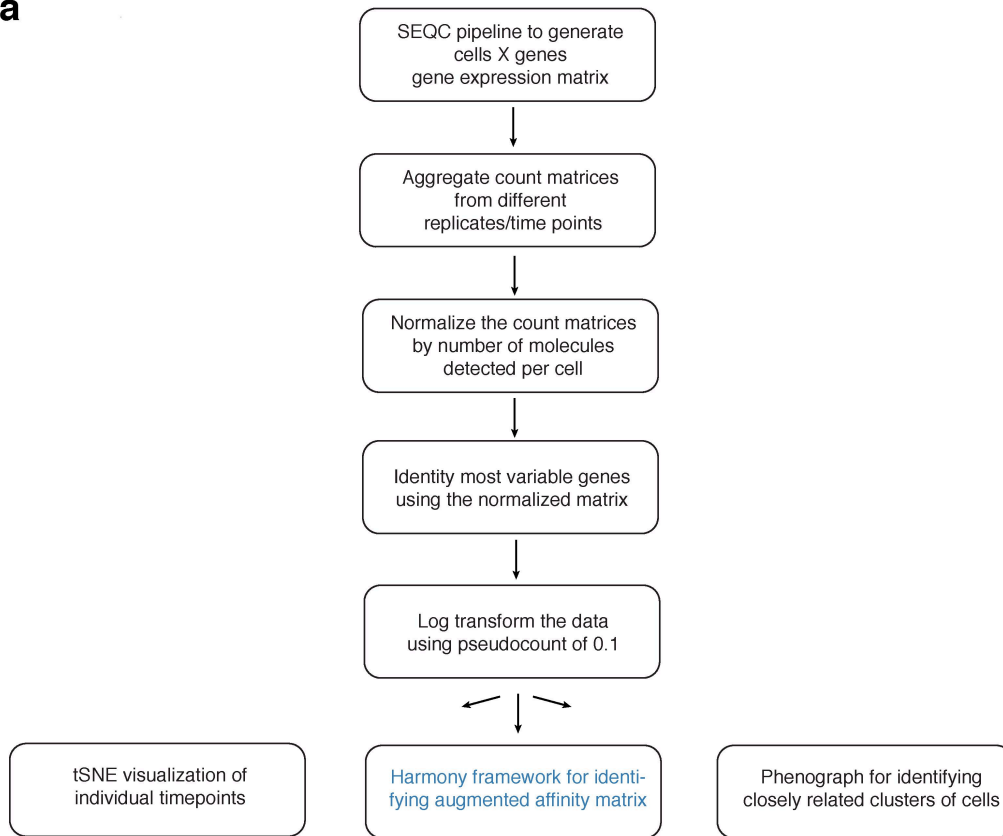 a
SEQC pipeline to generate
cells X genes
gene expression matrix
Aggregate count matrices
from different
replicates/time points
Normalize the count matrices
by number of molecules
detected per cell
Identity most variable genes
using the normalized matrix
Log transform the data
using pseudocount of 0.1
tSNE visualization of
individual timepoints
Harmony framework for identi-
fying augmented affinity matrix
Phenograph for identifying
closely related clusters of cells